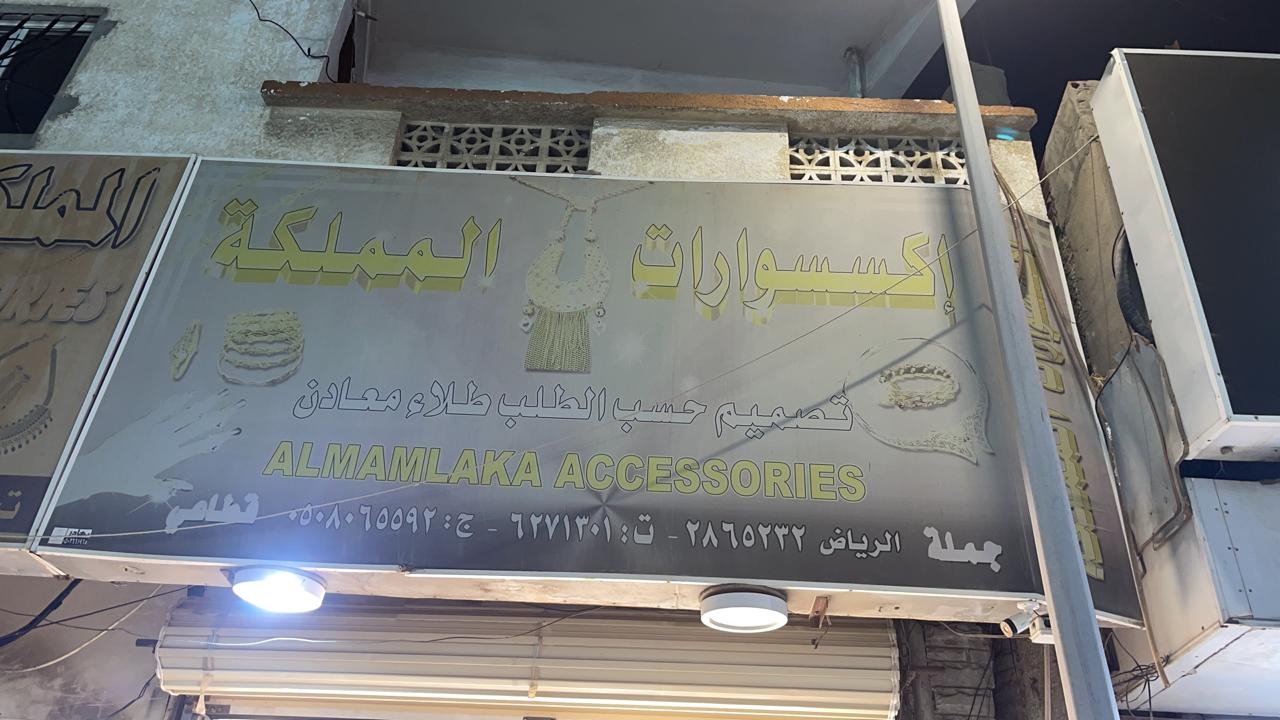 إكسسوارات المملكة
تصميم حسب الطلب طلاء معادن
ALMAMLAKA ACCESSORIES
جملة الرياض ٢٨٦٥٢٣٢ - ت: ٦٢٧١٣٠١ - ج: ٠٥٠٨٠٦٥٥٩٢ قطاعي